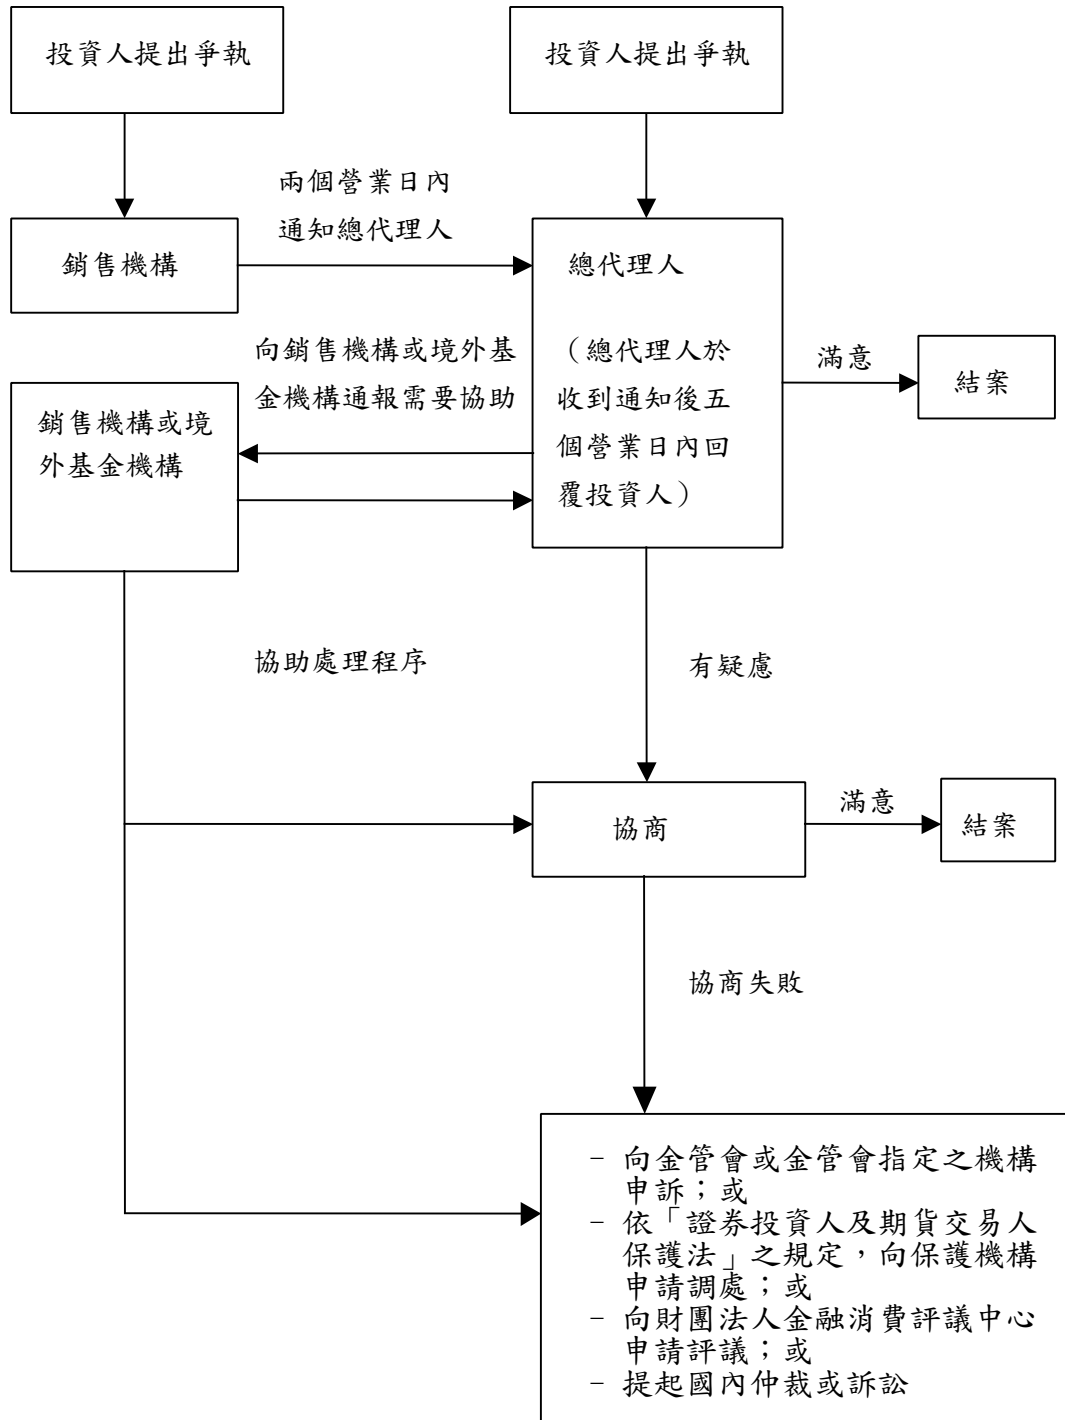 投資人提出爭執
投資人提出爭執
兩個營業日內
通知總代理人
銷售機構
總代理人
向銷售機構或境外基
金機構通報需要協助
（總代理人於
收到通知後五
個營業日內回
覆投資人）
滿意
結案
銷售機構或境
外基金機構
協助處理程序
有疑慮
協商
滿意
結案
協商失敗
- 向金管會或金管會指定之機構
申訴；或
- 依「證券投資人及期貨交易人
保護法」之規定，向保護機構
申請調處；或
- 向財團法人金融消費評議中心
申請評議；或
- 提起國內仲裁或訴訟